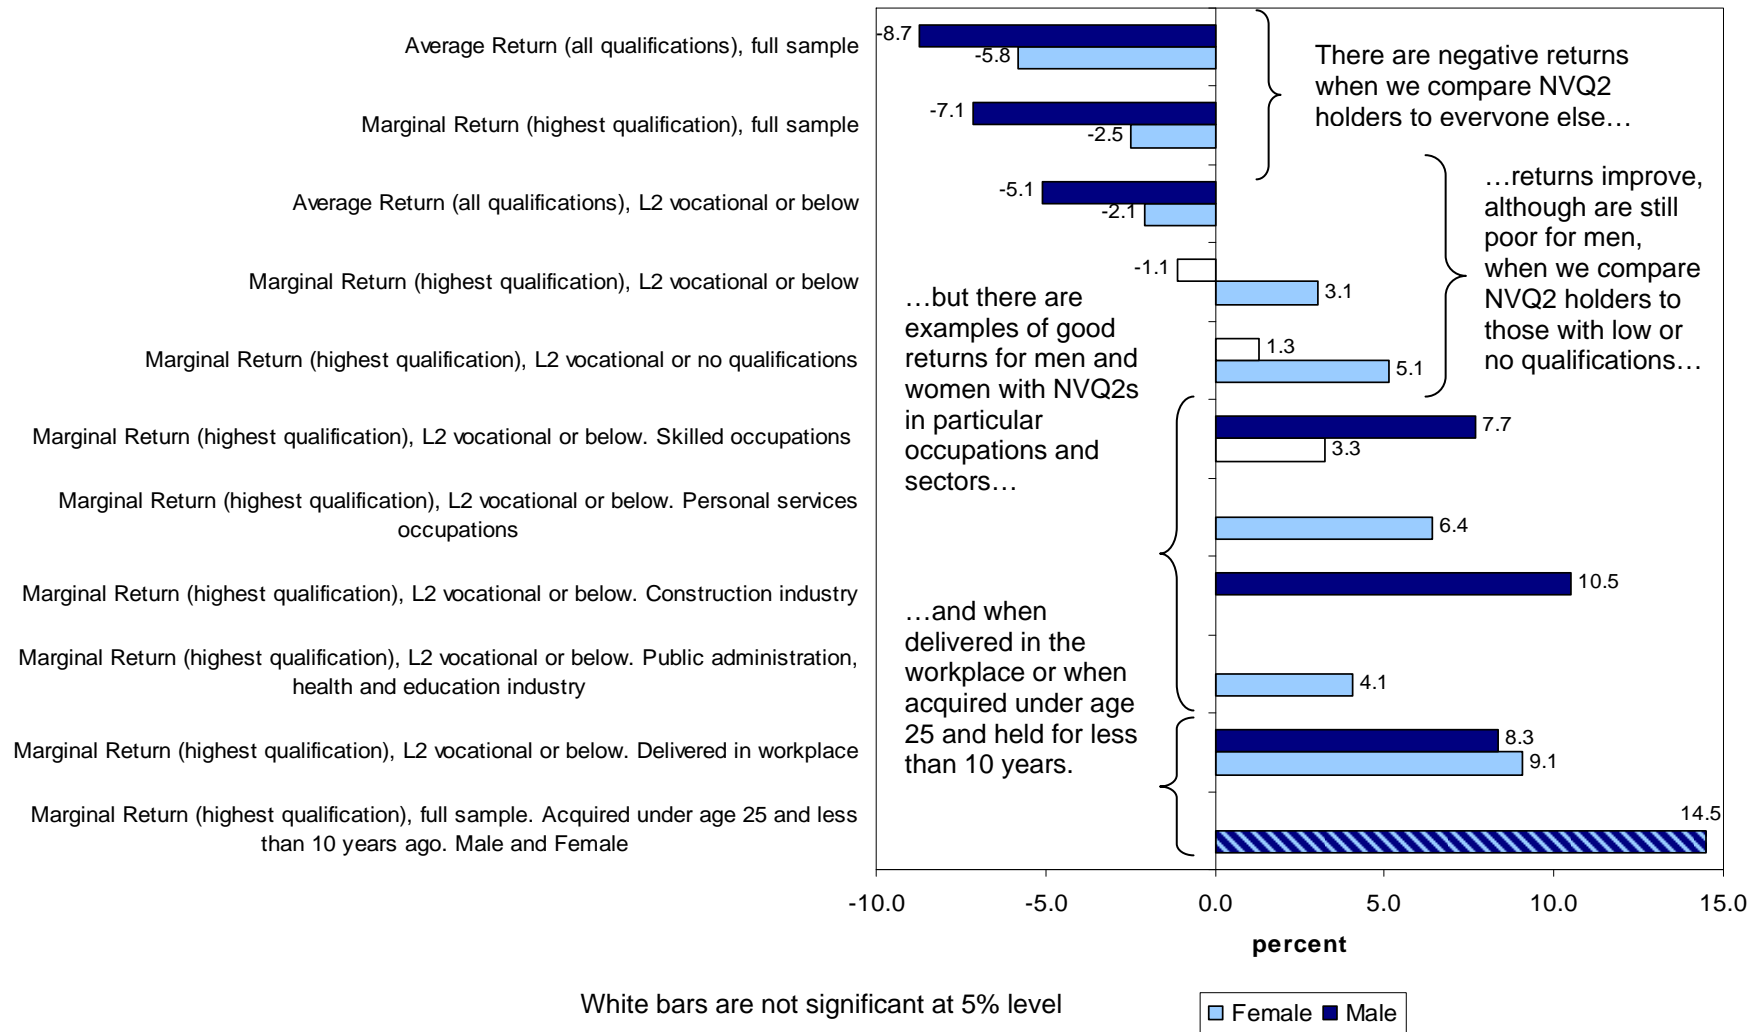 Average Return (all qualifications), full sample
-8.7
-5.8
Marginal Return (highest qualification), full sample
-7.1
-2.5
Average Return (all qualifications), L2 vocational or below
-5.1
-2.1
Marginal Return (highest qualification), L2 vocational or below
-1.1
3.1
Marginal Return (highest qualification), L2 vocational or no qualifications
1.3
5.1
Marginal Return (highest qualification), L2 vocational or below. Skilled occupations
7.7
3.3
Marginal Return (highest qualification), L2 vocational or below. Personal services
occupations
6.4
Marginal Return (highest qualification), L2 vocational or below. Construction industry
10.5
Marginal Return (highest qualification), L2 vocational or below. Public administration,
health and education industry
4.1
Marginal Return (highest qualification), L2 vocational or below. Delivered in workplace
8.3
9.1
Marginal Return (highest qualification), full sample. Acquired under age 25 and less
than 10 years ago. Male and Female
14.5
There are negative returns
when we compare NVQ2
holders to everyone else…
…returns improve,
although are still
poor for men,
when we compare
NVQ2 holders to
those with low or
no qualifications…
…but there are
examples of good
returns for men and
women with NVQ2s
in particular
occupations and
sectors…
…and when
delivered in the
workplace or when
acquired under age
25 and held for less
than 10 years.
-10.0 -5.0 0.0 5.0 10.0 15.0
percent
White bars are not significant at 5% level
Female Male